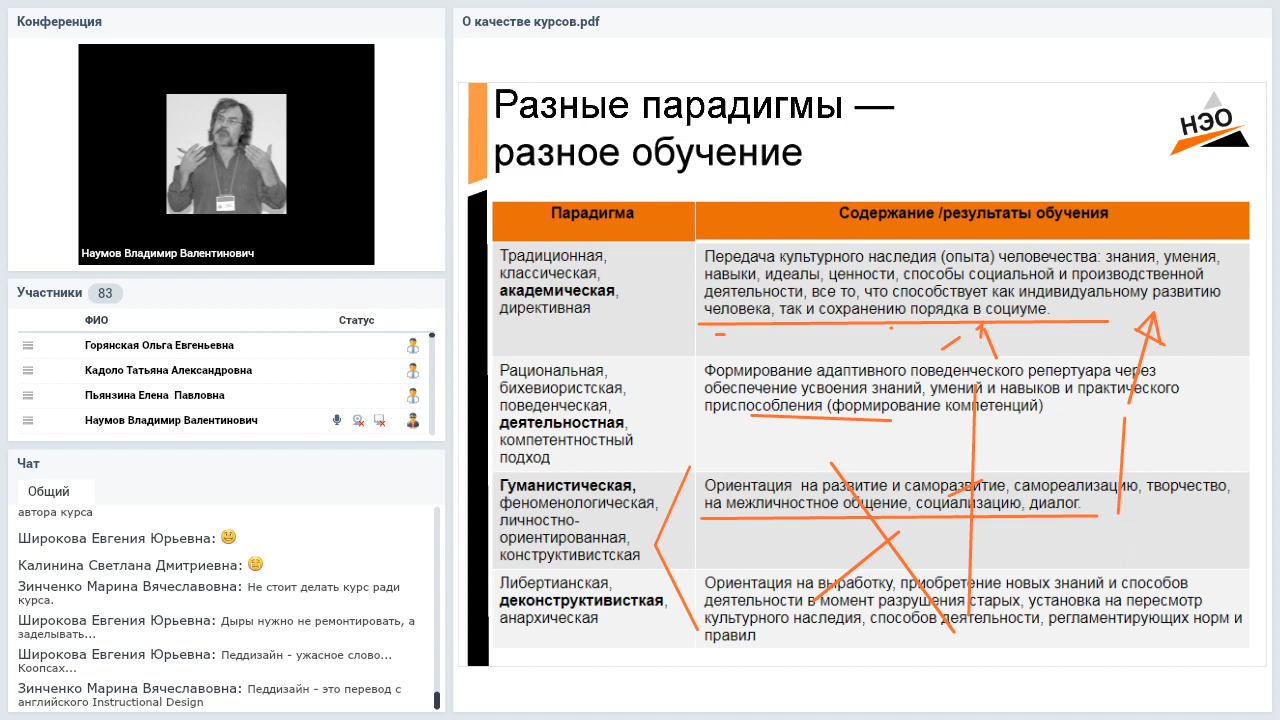 Конференция
Наумов Владимир Валентинович
Участники 83
ФИО Статус
Горянская Ольга Евгеньевна
Кадоло Татьяна Александровна
Пьянзина Елена Павловна
Наумов Владимир Валентинович
Чат
Общий
автора курса
Широкова Евгения Юрьевна:
Калинина Светлана Дмитриевна:
Зинченко Марина Вячеславовна: Не стоит делать курс ради
курса.
Широкова Евгения Юрьевна: Дыры нужно не ремонтировать, а
заделывать...
Широкова Евгения Юрьевна: Педдизайн - ужасное слово...
Коопсах...
Зинченко Марина Вячеславовна: Педдизайн - это перевод с
английского Instructional Design
О качестве курсов.pdf
Разные парадигмы —
разное обучение
НЭО
Парадигма
Содержание /результаты обучения
Традиционная,
классическая,
академическая,
директивная
Передача культурного наследия (опыта) человечества: знания, умения,
навыки, идеалы, ценности, способы социальной и производственной
деятельности, все то, что способствует как индивидуальному развитию
человека, так и сохранению порядка в социуме.
Рациональная,
бихевиористская,
поведенческая,
деятельностная,
компетентностный
подход
Формирование адаптивного поведенческого репертуара через
обеспечение усвоения знаний, умений и навыков и практического
приспособления (формирование компетенций)
Гуманистическая,
феноменологическая,
личностно-
ориентированная,
конструктивистская
Ориентация на развитие и саморазвитие, самореализацию, творчество,
на межличностное общение, социализацию, диалог.
Либертианская,
деконструктивисткая,
анархическая
Ориентация на выработку, приобретение новых знаний и способов
деятельности в момент разрушения старых, установка на пересмотр
культурного наследия, способов деятельности, регламентирующих норм и
правил